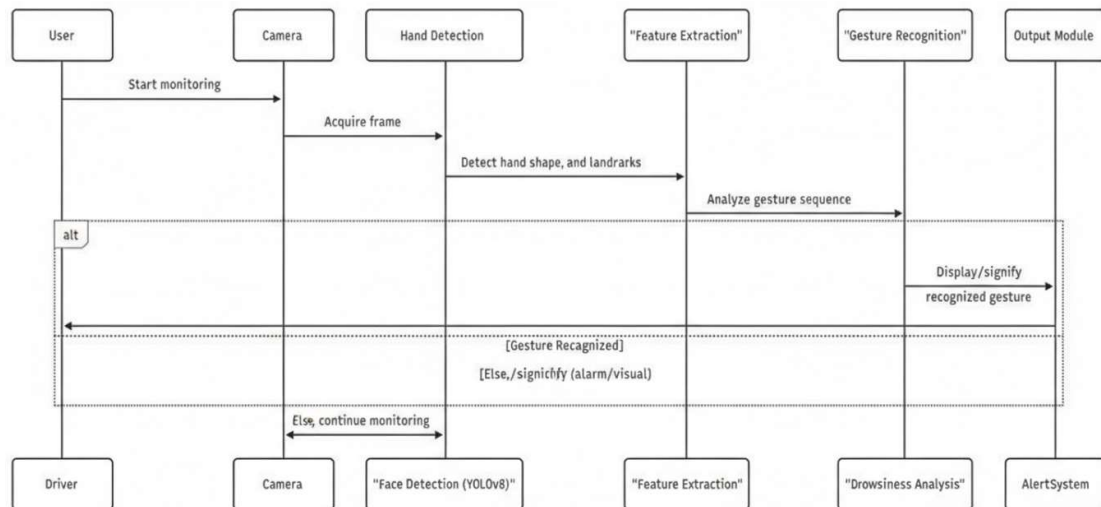 User
Camera
Hand Detection
"Feature Extraction"
"Gesture Recognition"
Output Module
Start monitoring
Acquire frame
Detect hand shape, and landrarks
Analyze gesture sequence
alt
Display/signify
recognized gesture
[Gesture Recognized]
[Else,/signichfy (alarm/visual)
Else, continue monitoring
Driver
Camera
"Face Detection (YOLOv8)"
"Feature Extraction"
"Drowsiness Analysis"
AlertSystem